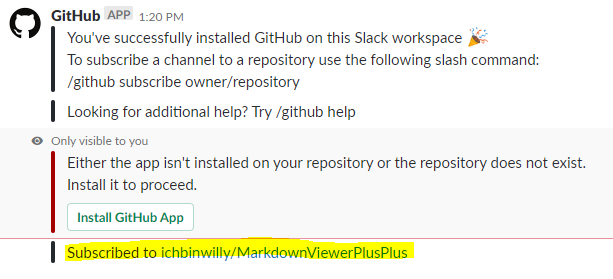 GitHub APP 1:20 PM
You've successfully installed GitHub on this Slack workspace 🎉
To subscribe a channel to a repository use the following slash command:
/github subscribe owner/repository
Looking for additional help? Try /github help
Only visible to you
Either the app isn't installed on your repository or the repository does not exist.
Install it to proceed.
Install GitHub App
Subscribed to ichbinwilly/MarkdownViewerPlusPlus